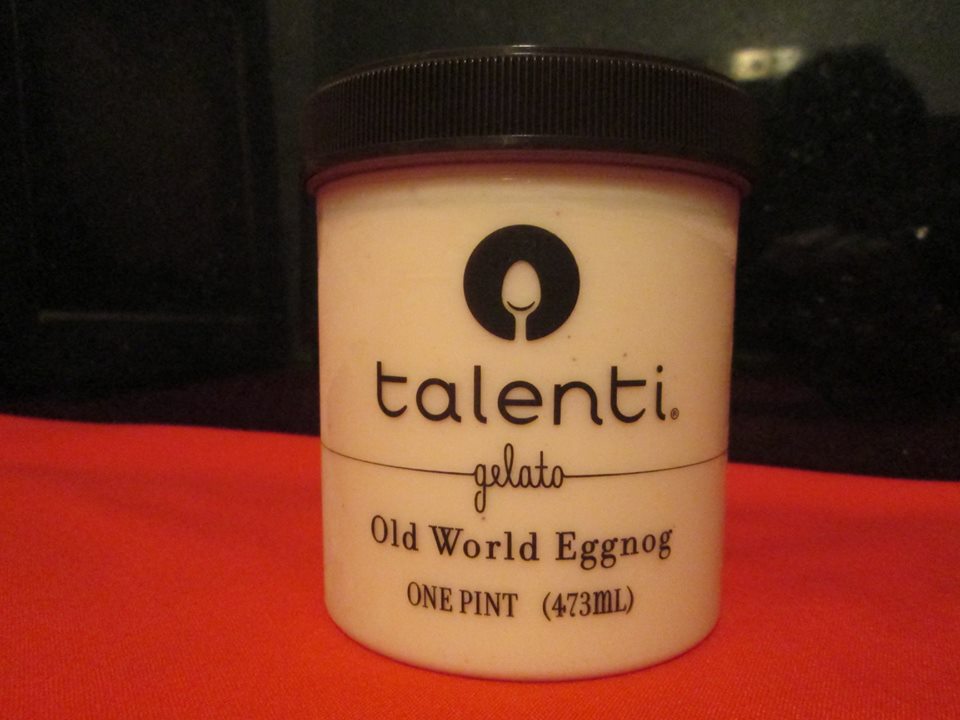 talenti®
gelato
Old World Eggnog
ONE PINT (473mL)